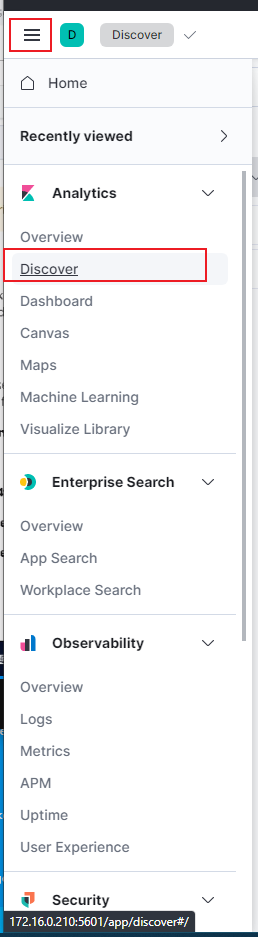 D Discover
Home
Recently viewed
Analytics
Overview
Discover
Dashboard
Canvas
Maps
Machine Learning
Visualize Library
Enterprise Search
Overview
App Search
Workplace Search
Observability
Overview
Logs
Metrics
APM
Uptime
User Experience
Security
172.16.0.210:5601/app/discover#/